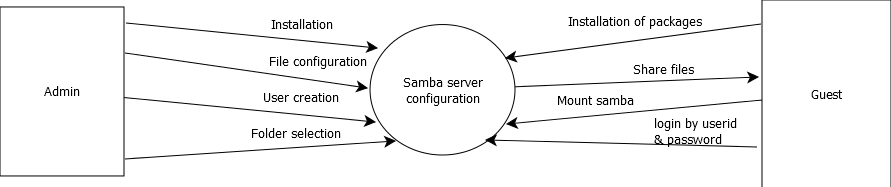 Installation
File configuration
User creation
Folder selection
Admin
Samba server
configuration
Installation of packages
Share files
Mount samba
login by userid
& password
Guest